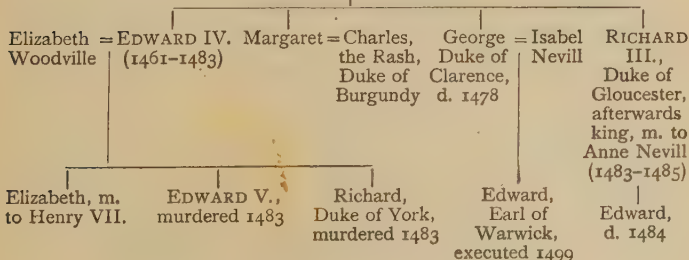 Elizabeth = EDWARD IV. Margaret = Charles, George = Isabel RICHARD
Woodville (1461–1483) the Rash, Duke of Nevill III.,
Duke of Clarence, Duke of
Burgundy d. 1478 Gloucester,
afterwards
king, m. to
Anne Nevill
(1483–1485)
Elizabeth, m. EDWARD V., Richard, Edward, Edward,
to Henry VII. murdered 1483 Duke of York, Earl of d. 1484
murdered 1483 Warwick,
executed 1499